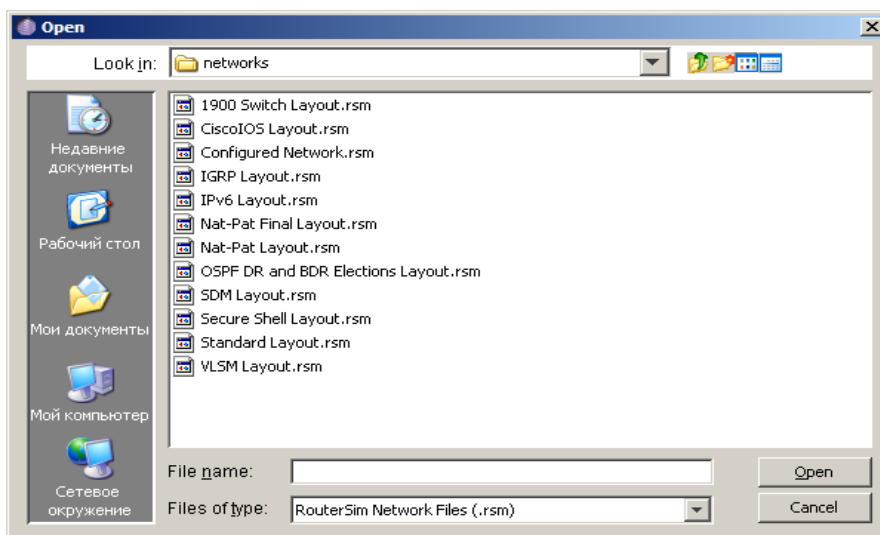 Open
Look in:
networks
Недавние
документы
Рабочий стол
Мои документы
Мой компьютер
Сетевое
окружение
1900 Switch Layout.rsm
CiscoIOS Layout.rsm
Configured Network.rsm
IGRP Layout.rsm
IPv6 Layout.rsm
Nat-Pat Final Layout.rsm
Nat-Pat Layout.rsm
OSPF DR and BDR Elections Layout.rsm
SDM Layout.rsm
Secure Shell Layout.rsm
Standard Layout.rsm
VLSM Layout.rsm
File name:
Open
Files of type:
RouterSim Network Files (.rsm)
Cancel